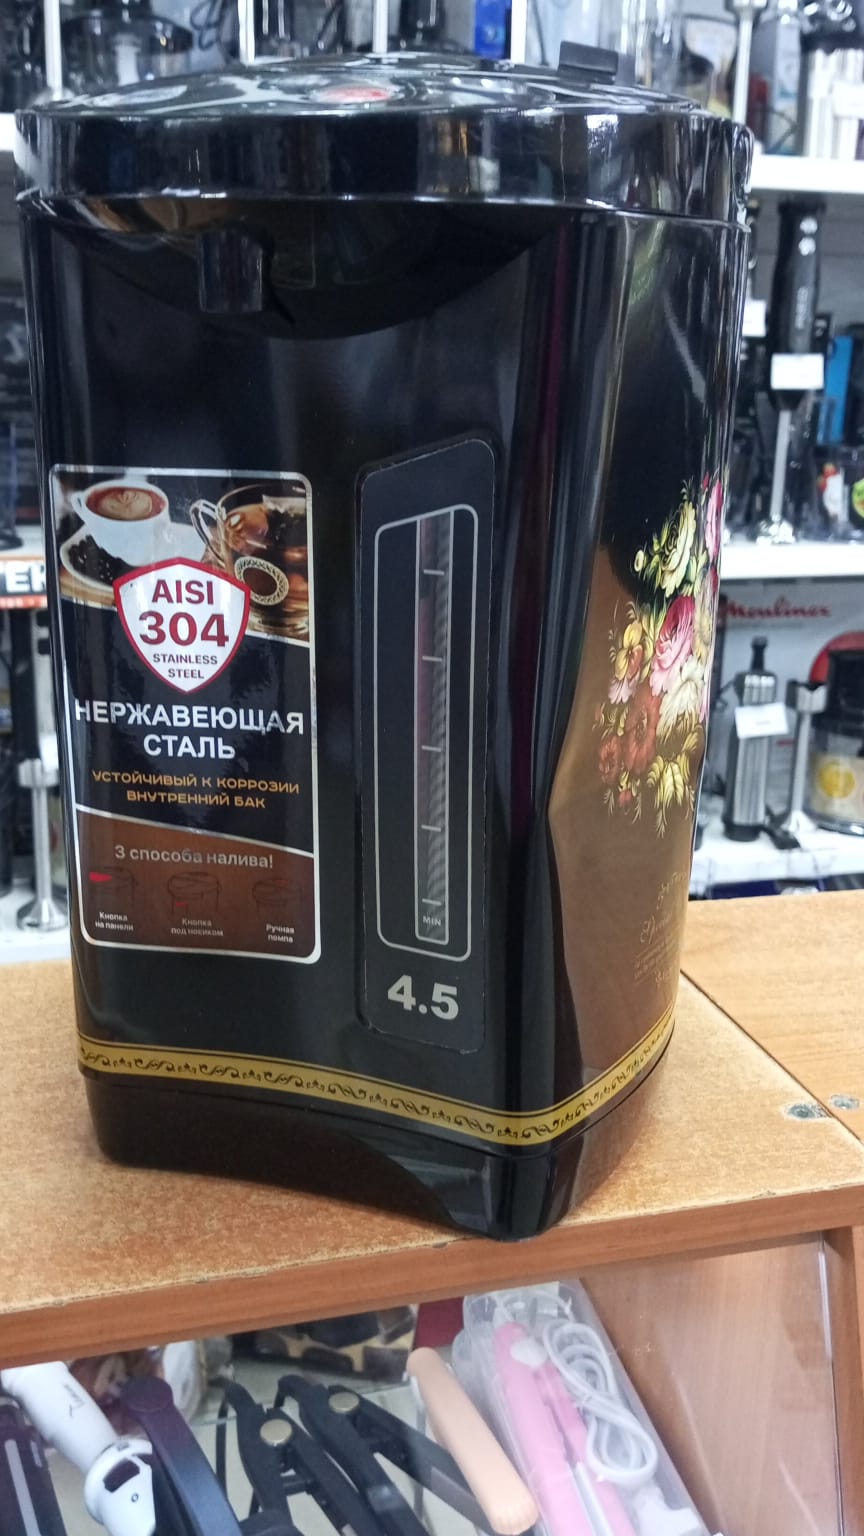 AISI
304
STAINLESS
STEEL
НЕРЖАВЕЮЩАЯ
СТАЛЬ
УСТОЙЧИВЫЙ К КОРРОЗИИ
ВНУТРЕННИЙ БАК
3 способа налива!
Кнопка
на панели
Кнопка
под носиком
Ручная
помпа
MIN
4.5
Moulinex